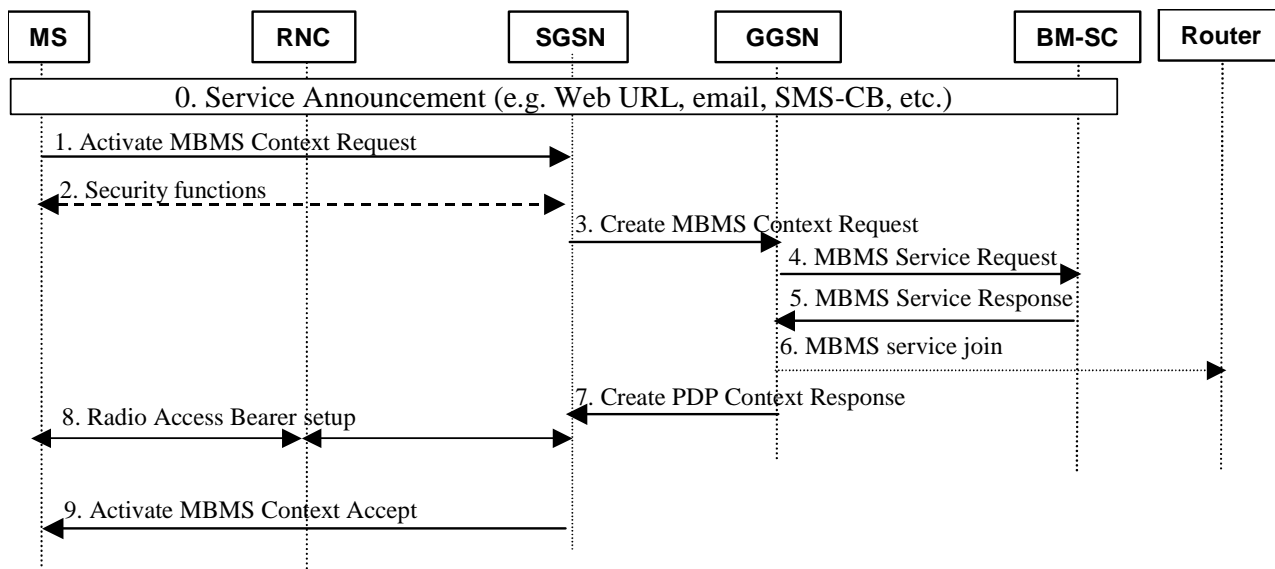 MS RNC SGSN GGSN BM-SC Router
0. Service Announcement (e.g. Web URL, email, SMS-CB, etc.)
1. Activate MBMS Context Request
2. Security functions
3. Create MBMS Context Request
4. MBMS Service Request
5. MBMS Service Response
6. MBMS service join
7. Create PDP Context Response
8. Radio Access Bearer setup
9. Activate MBMS Context Accept